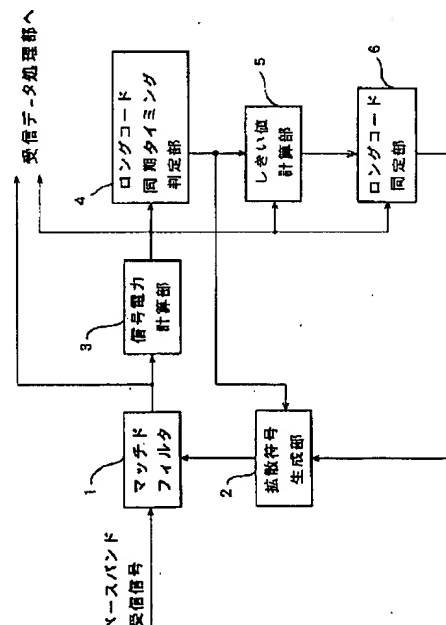 ベースバンド
受信信号
1
マッチド
フィルタ
2
拡散符号
生成部
3
信号電力
計算部
4
ロングコード
同期タイミング
判定部
5
しきい値
計算部
6
ロングコード
同定部
受信データ処理部へ